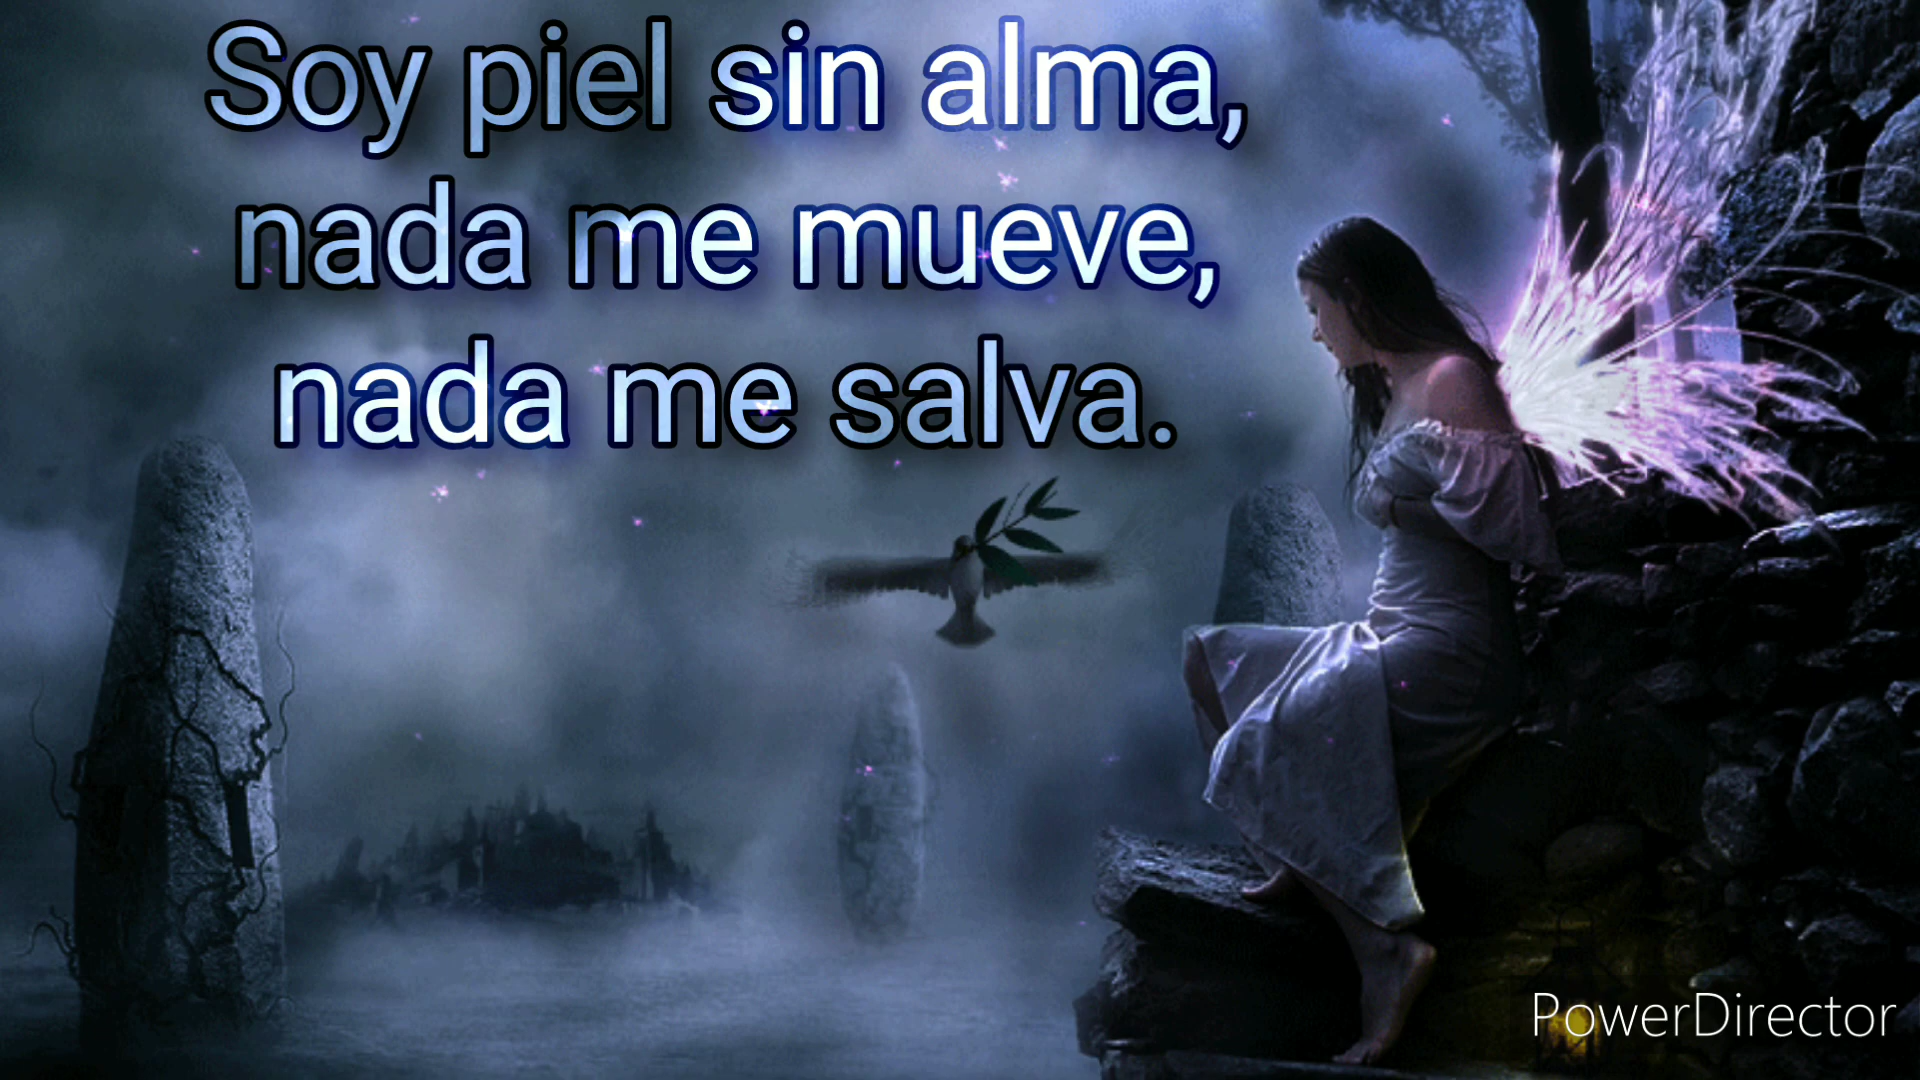 Soy piel sin alma,
nada me mueve,
nada me salva.
PowerDirector